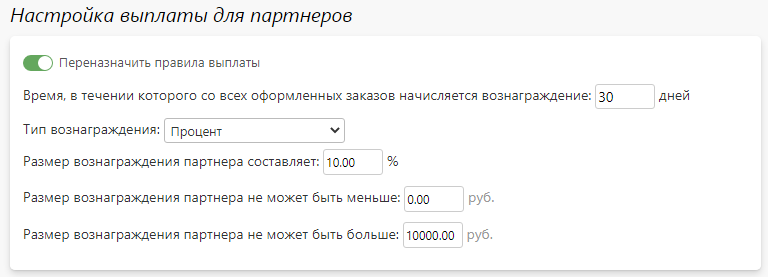 Настройка выплаты для партнеров
Переназначить правила выплаты
Время, в течении которого со всех оформленных заказов начисляется вознаграждение: 30 дней
Тип вознаграждения: Процент
Размер вознаграждения партнера составляет: 10.00 %
Размер вознаграждения партнера не может быть меньше: 0.00 руб.
Размер вознаграждения партнера не может быть больше: 10000.00 руб.